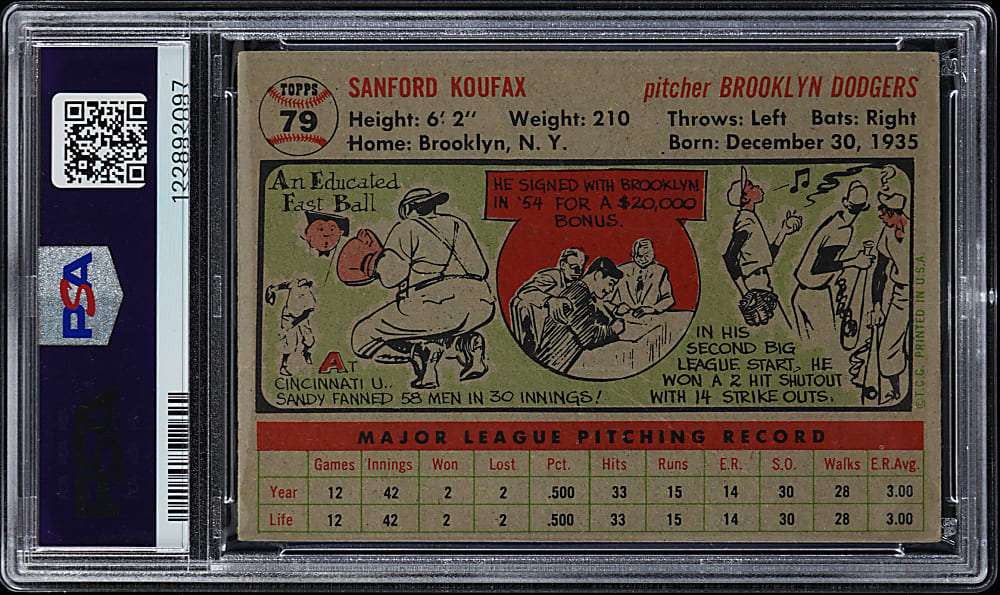 PSA
122892097
PSA
TOPPS
79
SANFORD KOUFAX
pitcher BROOKLYN DODGERS
Height: 6' 2" Weight: 210 Throws: Left Bats: Right
Home: Brooklyn, N. Y. Born: December 30, 1935
An Educated
Fast Ball
HE SIGNED WITH BROOKLYN
IN '54 FOR A $20,000
BONUS.
AT
CINCINNATI U..
SANDY FANNED 58 MEN IN 30 INNINGS!
IN HIS
SECOND BIG
LEAGUE START, HE
WON A 2 HIT SHUTOUT
WITH 14 STRIKE OUTS.
©T.C.G. PRINTED IN U.S.A.
MAJOR LEAGUE PITCHING RECORD
Games Innings Won Lost Pct. Hits Runs E.R. S.O. Walks E.R.Avg.
Year 12 42 2 2 .500 33 15 14 30 28 3.00
Life 12 42 2 2 .500 33 15 14 30 28 3.00